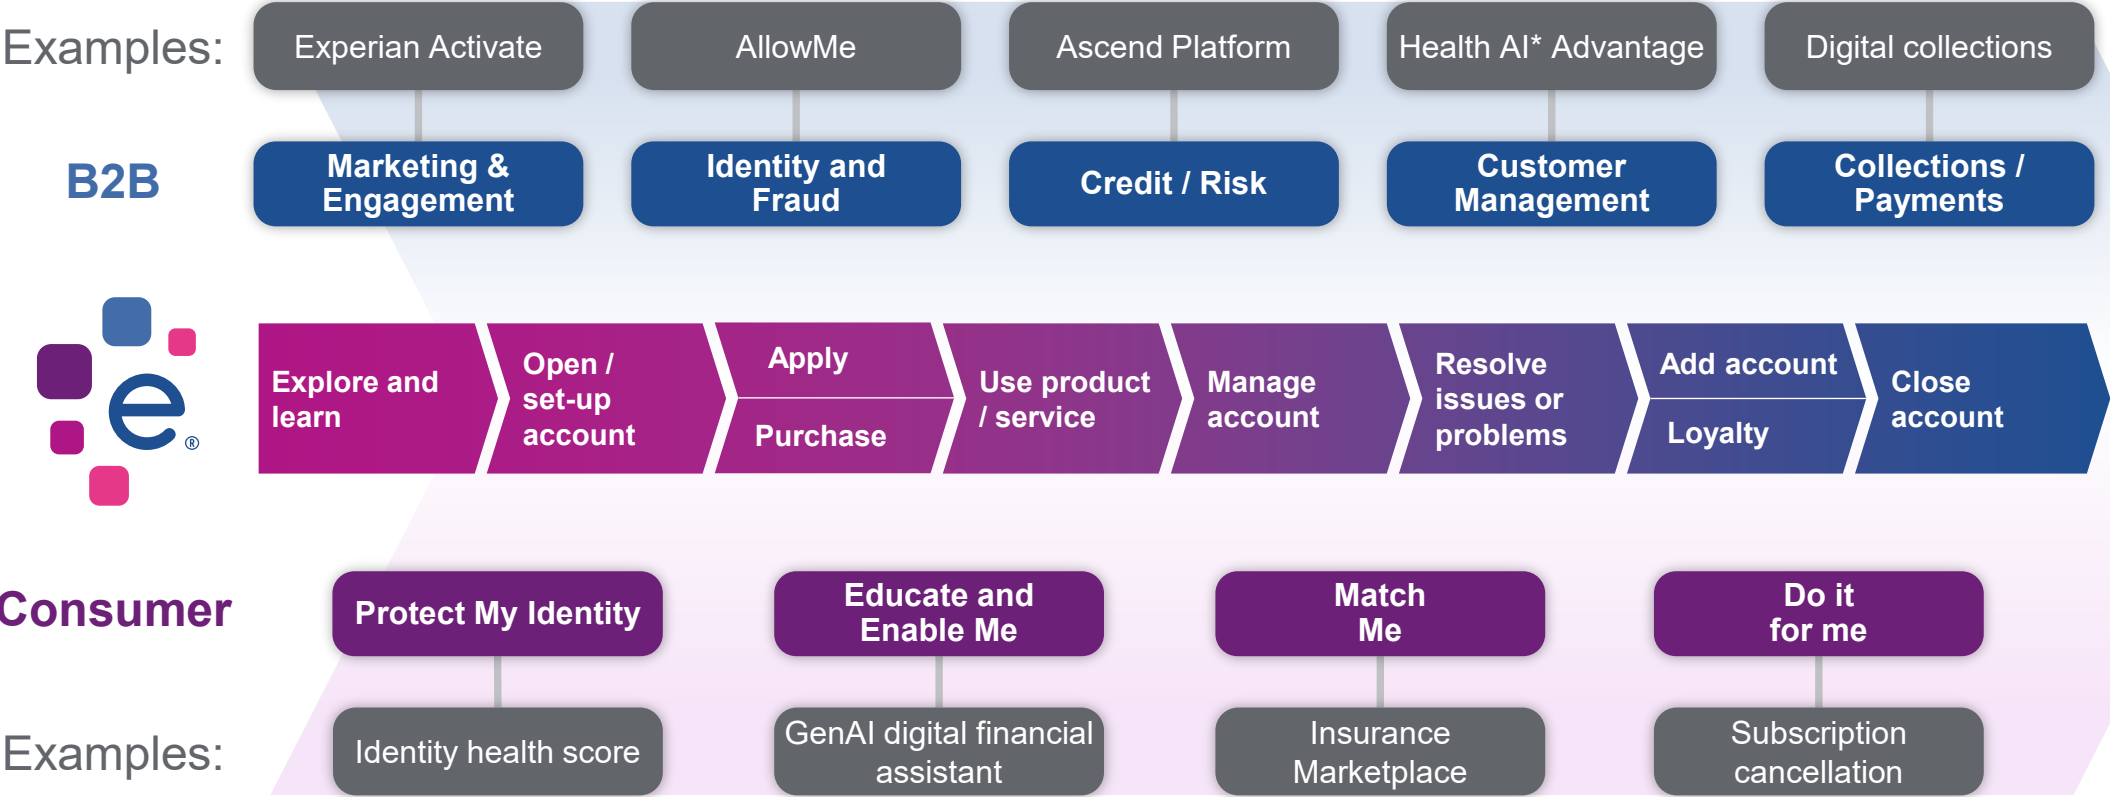 Examples:
Experian Activate
AllowMe
Ascend Platform
Health AI* Advantage
Digital collections
B2B
Marketing &
Engagement
Identity and
Fraud
Credit / Risk
Customer
Management
Collections /
Payments
e®
Explore and
learn
Open /
set-up
account
Apply
Purchase
Use product
/ service
Manage
account
Resolve
issues or
problems
Add account
Loyalty
Close
account
Consumer
Protect My Identity
Educate and
Enable Me
Match
Me
Do it
for me
Examples:
Identity health score
GenAI digital financial
assistant
Insurance
Marketplace
Subscription
cancellation